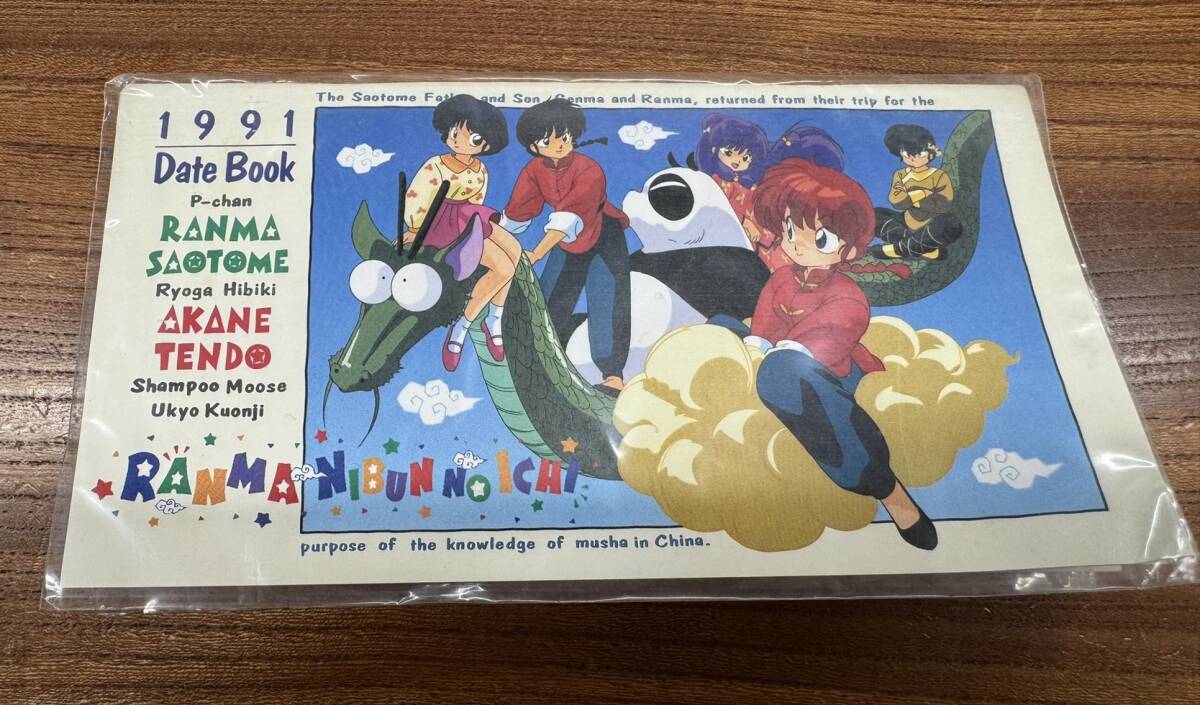 1991
Date Book
P-chan
RANMA
SAOTOME
Ryoga Hibiki
AKANE
TENDO
Shampoo Moose
Ukyo Kuonji
RANMA NIBUN NO ICHI
The Saotome Father and Son, Genma and Ranma, returned from their trip for the
purpose of the knowledge of musha in China.